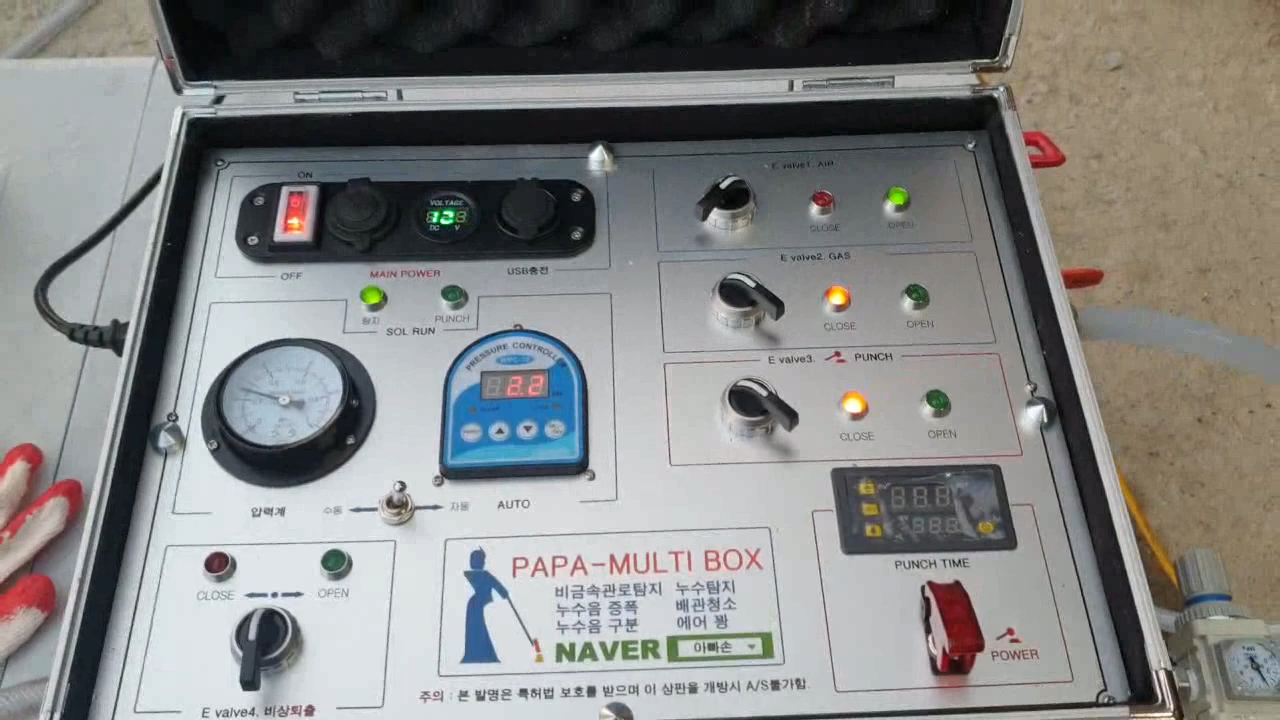 ON
VOLTAGE
12
DC V
OFF
MAIN POWER
USB충전
탐지
PUNCH
SOL RUN
PRESSURE CONTROLLER
2.2
압력계
수동
자동
AUTO
E valve1. AIR
CLOSE
OPEN
E valve2. GAS
CLOSE
OPEN
E valve3. PUNCH
CLOSE
OPEN
PUNCH TIME
POWER
CLOSE
OPEN
E valve4. 비상퇴출
PAPA-MULTI BOX
비금속관로탐지 누수탐지
누수음 증폭 배관청소
누수음 구분 에어 꽝
NAVER 아빠손
주의 : 본 발명은 특허법 보호를 받으며 이 상판을 개방시 A/S불가함.